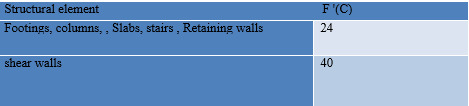 Structural element F '(C)
Footings, columns, , Slabs, stairs , Retaining walls 24
shear walls 40